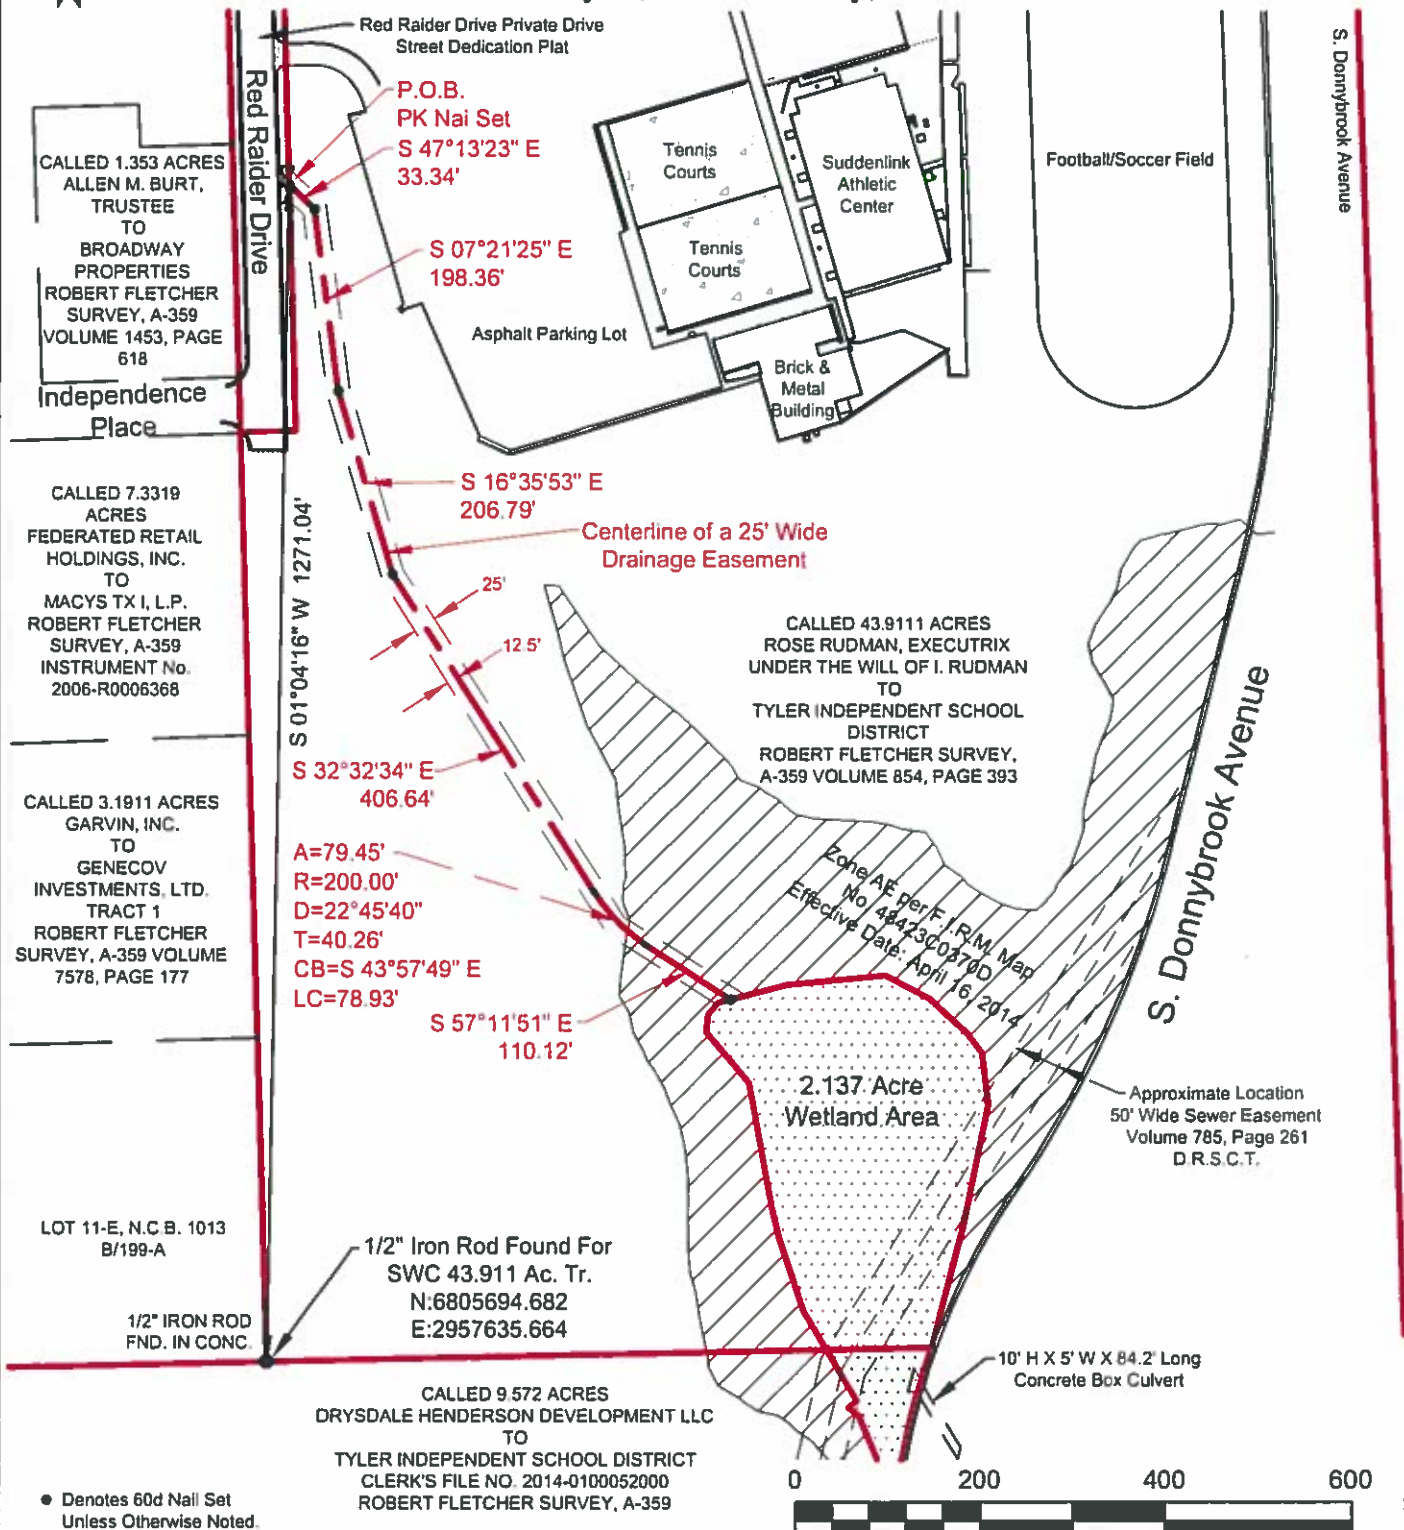 Red Raider Drive Private Drive
Street Dedication Plat
P.O.B.
PK Nai Set
S 47°13'23" E
33.34'
Red Raider Drive
S. Donnybrook Avenue
CALLED 1.353 ACRES
ALLEN M. BURT,
TRUSTEE
TO
BROADWAY
PROPERTIES
ROBERT FLETCHER
SURVEY, A-359
VOLUME 1453, PAGE
618
Tennis
Courts
Suddenlink
Athletic
Center
Football/Soccer Field
S 07°21'25" E
198.36'
Tennis
Courts
Asphalt Parking Lot
Brick &
Metal
Building
Independence
Place
CALLED 7.3319
ACRES
FEDERATED RETAIL
HOLDINGS, INC.
TO
MACYS TX I, L.P.
ROBERT FLETCHER
SURVEY, A-359
INSTRUMENT No.
2006-R0006368
S 01°04'16" W 1271.04'
S 16°35'53" E
206.79'
Centerline of a 25' Wide
Drainage Easement
25'
12.5'
CALLED 43.9111 ACRES
ROSE RUDMAN, EXECUTRIX
UNDER THE WILL OF I. RUDMAN
TO
TYLER INDEPENDENT SCHOOL
DISTRICT
ROBERT FLETCHER SURVEY,
A-359 VOLUME 854, PAGE 393
S. Donnybrook Avenue
S 32°32'34" E
406.64'
CALLED 3.1911 ACRES
GARVIN, INC.
TO
GENECOV
INVESTMENTS, LTD.
TRACT 1
ROBERT FLETCHER
SURVEY, A-359 VOLUME
7578, PAGE 177
A=79.45'
R=200.00'
D=22°45'40"
T=40.26'
CB=S 43°57'49" E
LC=78.93'
Zone AE per F.I.R.M. Map
No. 48423C0370D
Effective Date: April 16, 2014
S 57°11'51" E
110.12'
2.137 Acre
Wetland Area
Approximate Location
50' Wide Sewer Easement
Volume 785, Page 261
D.R.S.C.T.
LOT 11-E, N.C.B. 1013
B/199-A
1/2" Iron Rod Found For
SWC 43.911 Ac. Tr.
N:6805694.682
E:2957635.664
1/2" IRON ROD
FND. IN CONC.
10' H X 5' W X 84.2' Long
Concrete Box Culvert
CALLED 9.572 ACRES
DRYSDALE HENDERSON DEVELOPMENT LLC
TO
TYLER INDEPENDENT SCHOOL DISTRICT
CLERK'S FILE NO. 2014-0100052000
ROBERT FLETCHER SURVEY, A-359
Denotes 60d Nail Set
Unless Otherwise Noted.
0 200 400 600